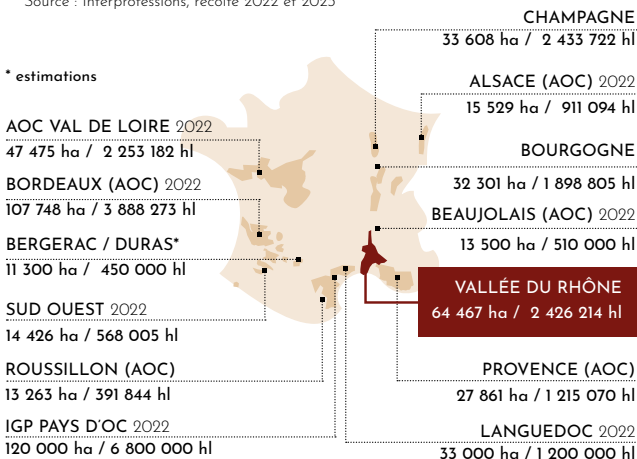 Source : Interprofessions, récolte 2022 et 2023
* estimations
AOC VAL DE LOIRE 2022
47 475 ha / 2 253 182 hl
BORDEAUX (AOC) 2022
107 748 ha / 3 888 273 hl
BERGERAC / DURAS*
11 300 ha / 450 000 hl
SUD OUEST 2022
14 426 ha / 568 005 hl
ROUSSILLON (AOC)
13 263 ha / 391 844 hl
IGP PAYS D'OC 2022
120 000 ha / 6 800 000 hl
CHAMPAGNE
33 608 ha / 2 433 722 hl
ALSACE (AOC) 2022
15 529 ha / 911 094 hl
BOURGOGNE
32 301 ha / 1 898 805 hl
BEAUJOLAIS (AOC) 2022
13 500 ha / 510 000 hl
VALLÉE DU RHÔNE
64 467 ha / 2 426 214 hl
PROVENCE (AOC)
27 861 ha / 1 215 070 hl
LANGUEDOC 2022
33 000 ha / 1 200 000 hl